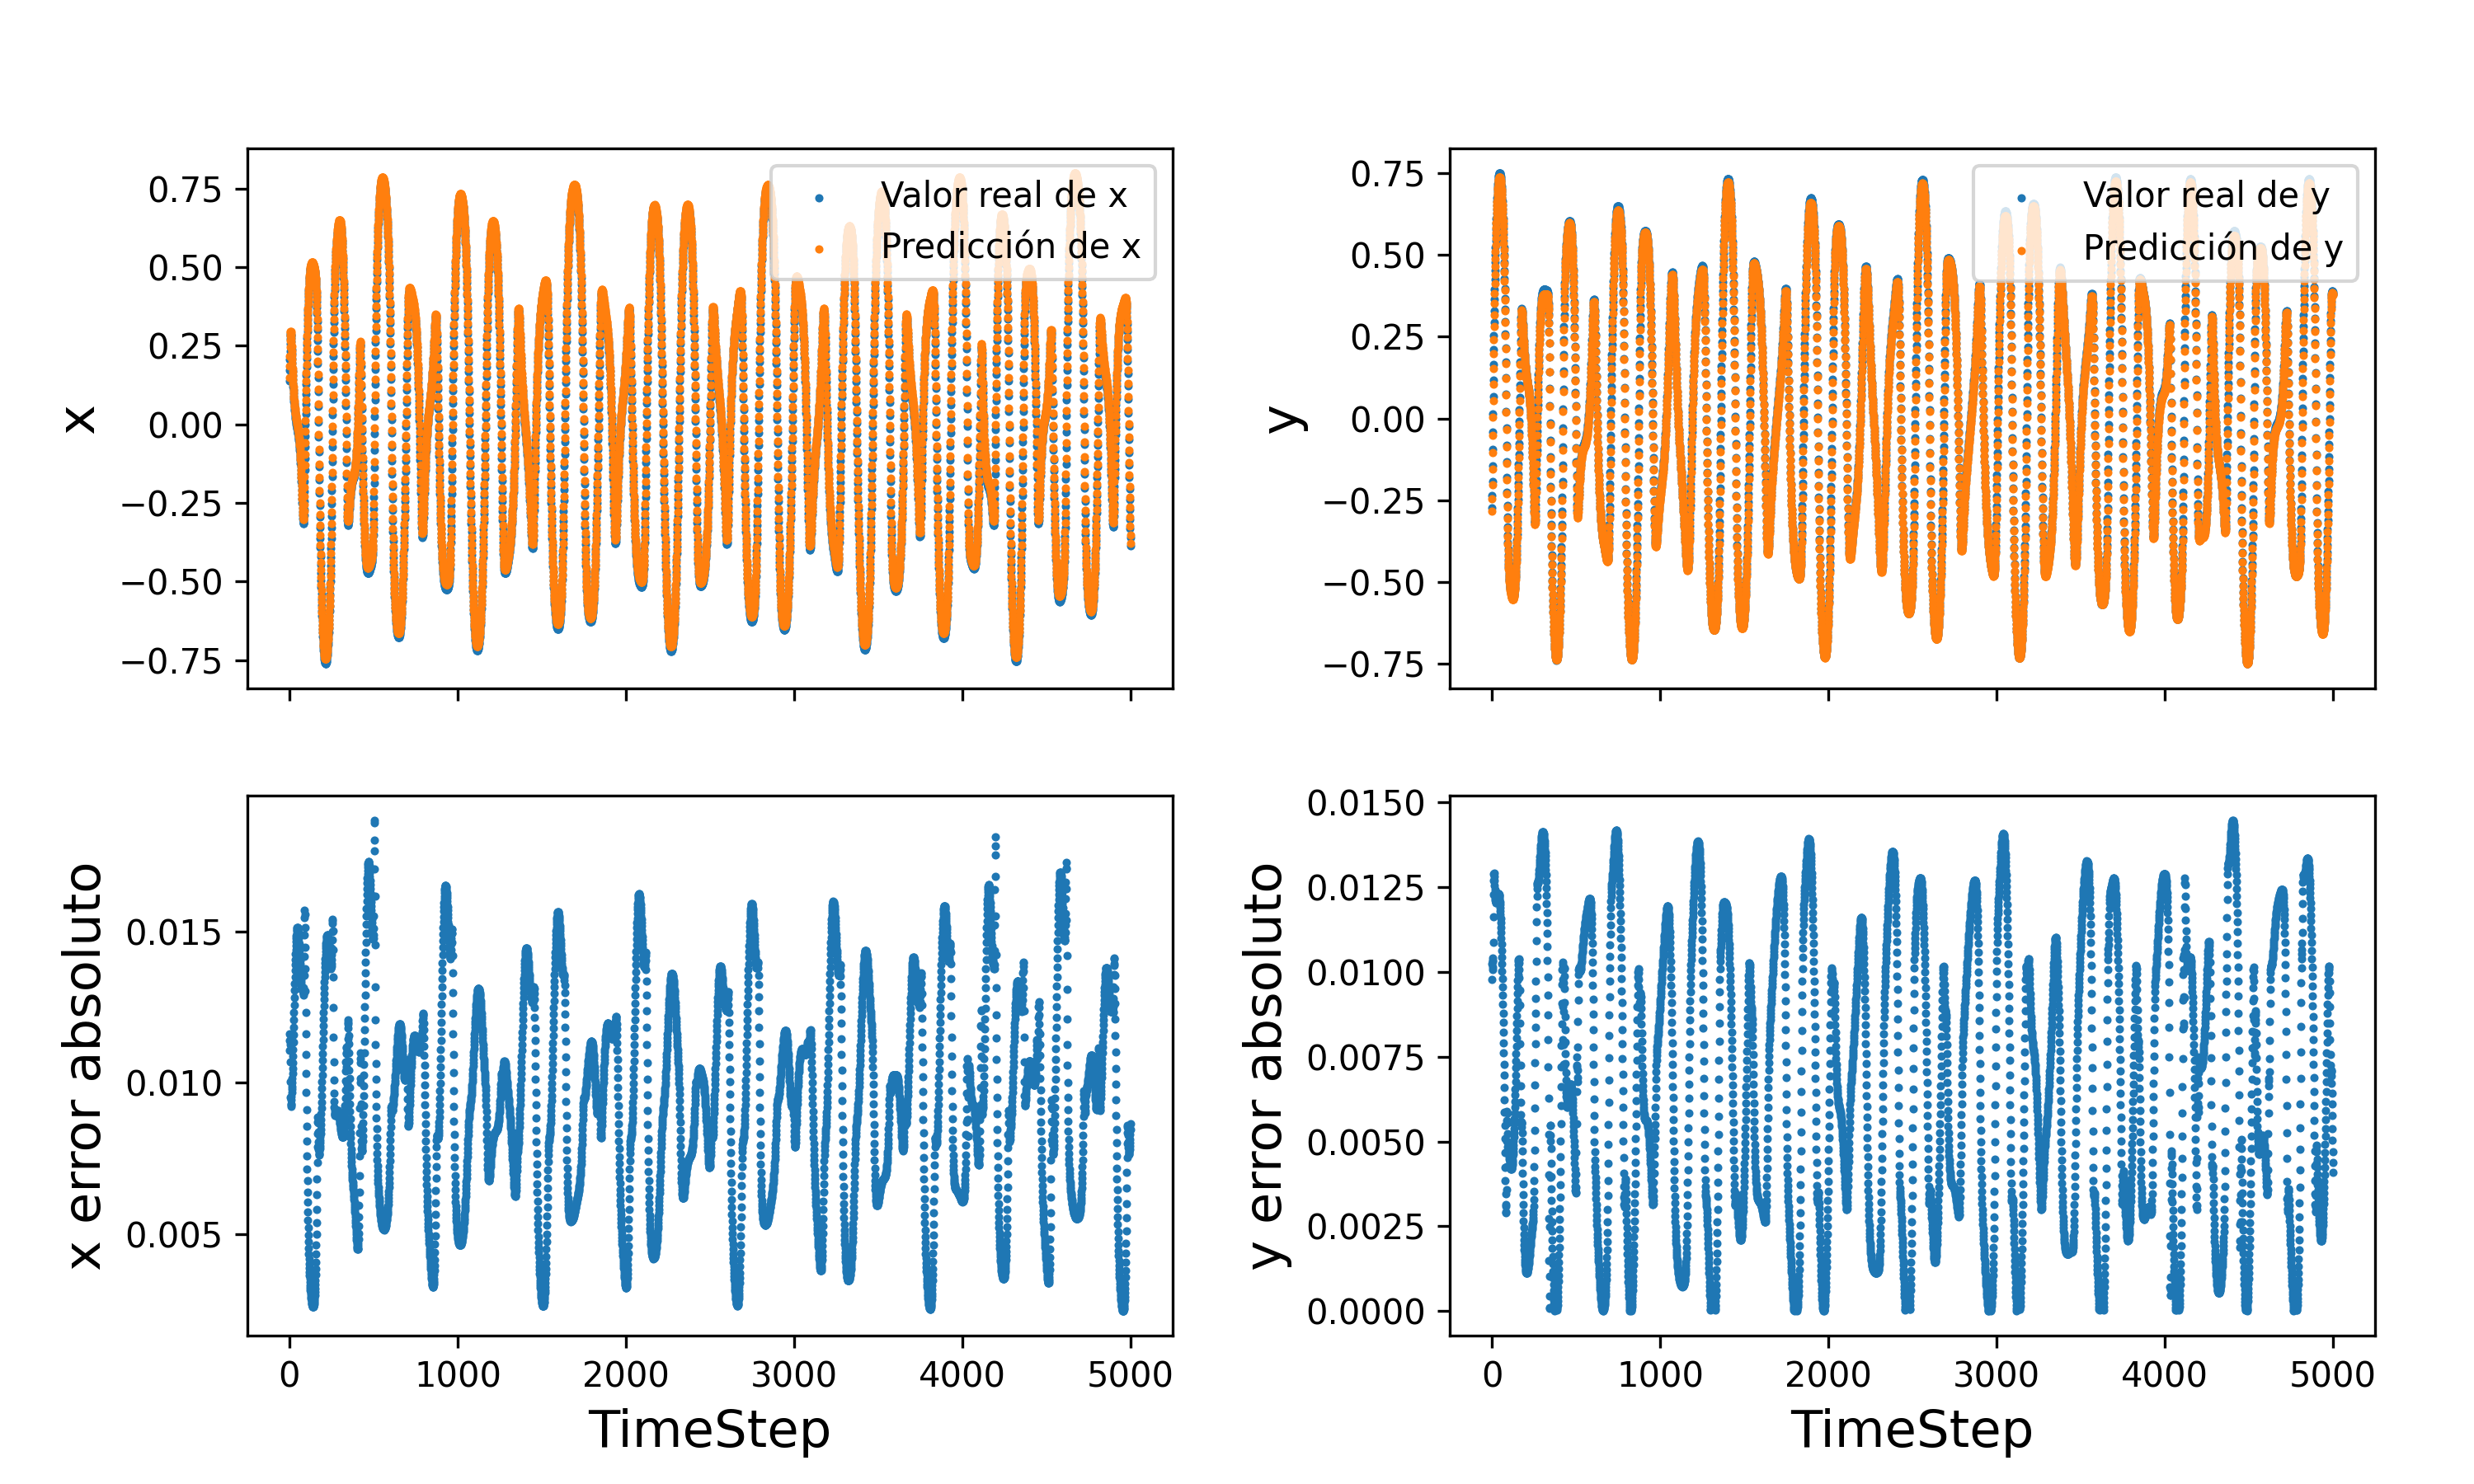 0.75
0.50
0.25
0.00
−0.25
−0.50
−0.75
x
Valor real de x
Predicción de x
0.75
0.50
0.25
0.00
−0.25
−0.50
−0.75
y
Valor real de y
Predicción de y
0.015
0.010
0.005
x error absoluto
0 1000 2000 3000 4000 5000
TimeStep
0.0150
0.0125
0.0100
0.0075
0.0050
0.0025
0.0000
y error absoluto
0 1000 2000 3000 4000 5000
TimeStep